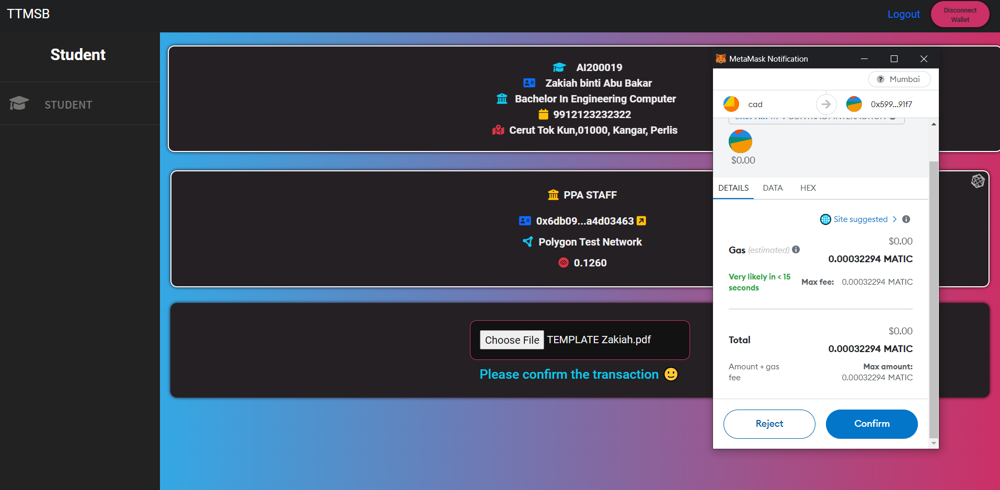 TTMSB
Logout
Disconnect
Wallet
Student
STUDENT
AI200019
Zakiah binti Abu Bakar
Bachelor In Engineering Computer
9912123232322
Cerut Tok Kun,01000, Kangar, Perlis
PPA STAFF
0x6db09...a4d03463
Polygon Test Network
0.1260
Choose File TEMPLATE Zakiah.pdf
Please confirm the transaction
MetaMask Notification
Mumbai
cad
0x599...91f7
$0.00
DETAILS DATA HEX
Site suggested >
$0.00
Gas (estimated)
0.00032294 MATIC
Very likely in < 15
seconds
Max fee: 0.00032294 MATIC
$0.00
Total
0.00032294 MATIC
Amount + gas
fee
Max amount:
0.00032294 MATIC
Reject
Confirm